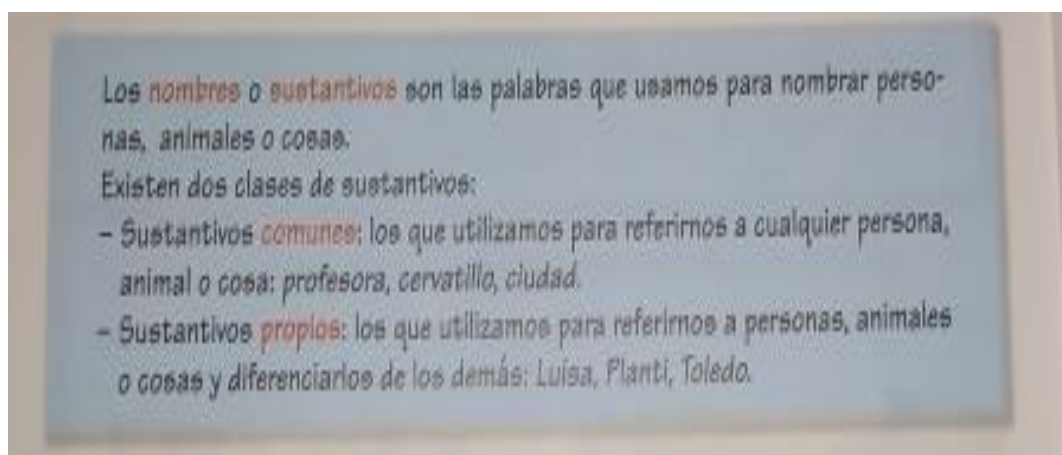 Los nombres o sustantivos son las palabras que usamos para nombrar perso-
nas, animales o cosas.
Existen dos clases de sustantivos:
– Sustantivos comunes: los que utilizamos para referirnos a cualquier persona,
animal o cosa: profesora, cervatillo, ciudad.
– Sustantivos propios: los que utilizamos para referirnos a personas, animales
o cosas y diferenciarlos de los demás: Luisa, Planti, Toledo.